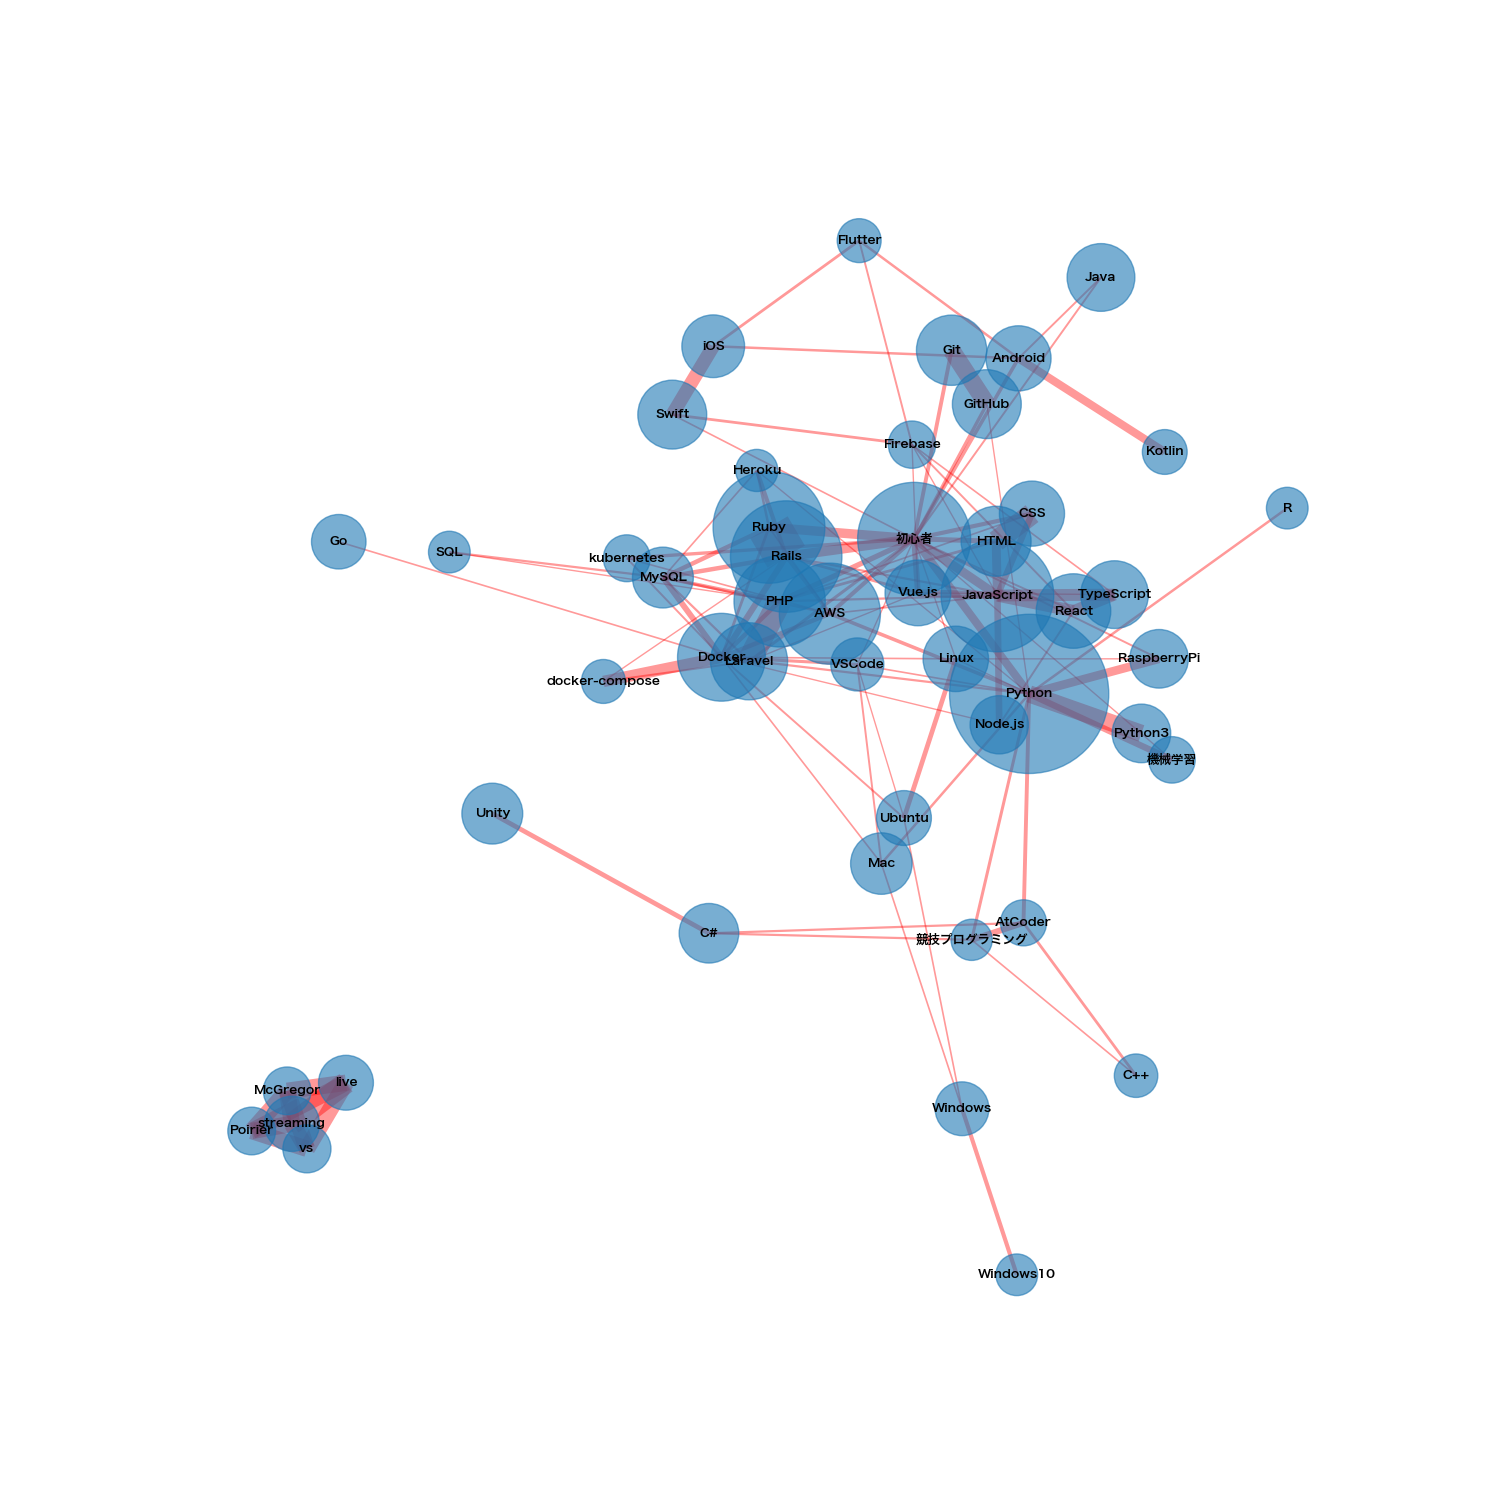 Flutter
Java
iOS
Git
Android
GitHub
Swift
Firebase
Kotlin
Heroku
R
CSS
Ruby
初心者
HTML
Go
SQL
Rails
kubernetes
MySQL
Vue.js
JavaScript
TypeScript
PHP
AWS
React
Docker
Laravel
VSCode
Linux
RaspberryPi
docker-compose
Python
Node.js
Python3
機械学習
Unity
Ubuntu
Mac
AtCoder
C#
競技プログラミング
C++
live
McGregor
Windows
streaming
Poirier
vs
Windows10